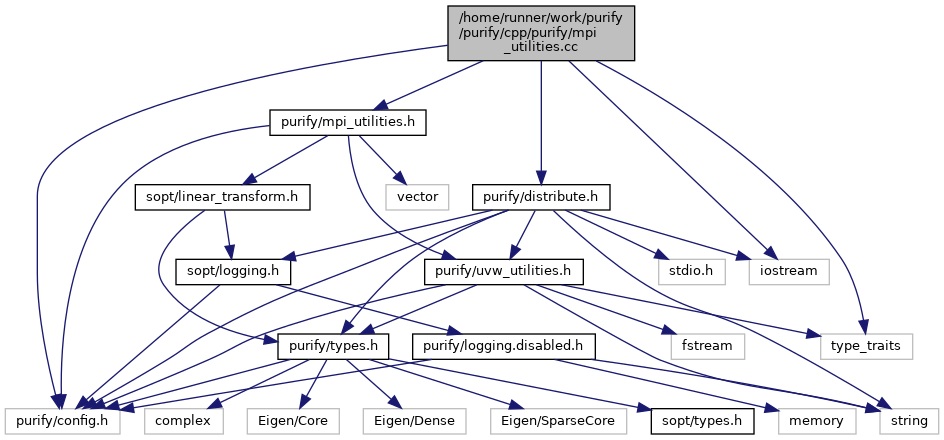 /home/runner/work/purify
/purify/cpp/purify/mpi
_utilities.cc
purify/mpi_utilities.h
sopt/linear_transform.h
vector
purify/distribute.h
sopt/logging.h
purify/uvw_utilities.h
stdio.h
iostream
purify/types.h
purify/logging.disabled.h
fstream
type_traits
purify/config.h
complex
Eigen/Core
Eigen/Dense
Eigen/SparseCore
sopt/types.h
memory
string